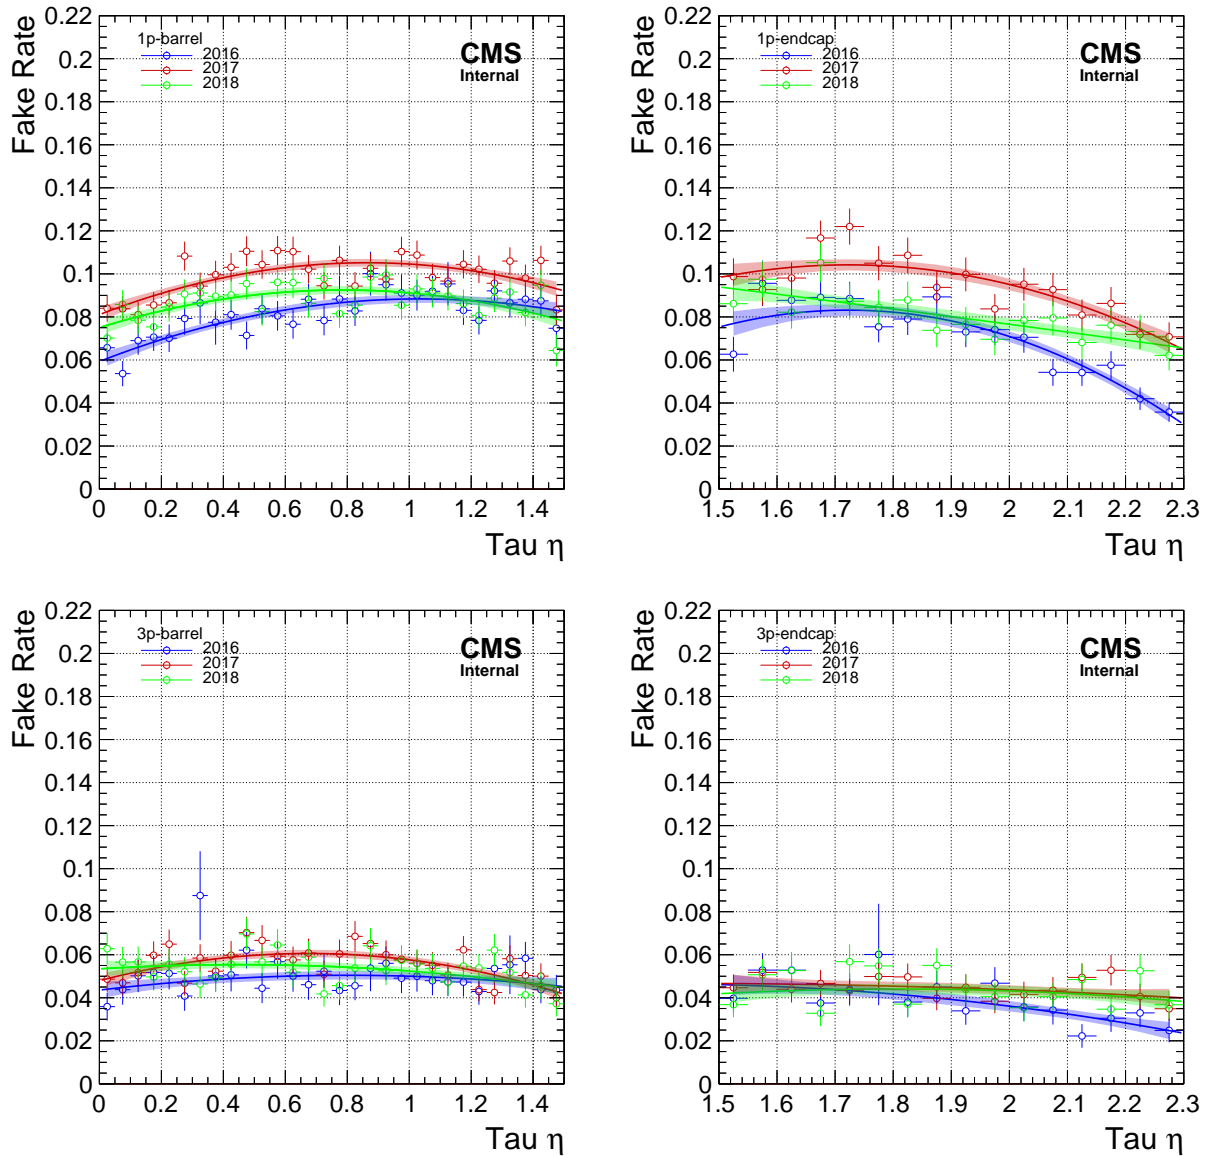 Fake Rate
0.22
0.2
0.18
0.16
0.14
0.12
0.1
0.08
0.06
0.04
0.02
0
1p-barrel
2016
2017
2018
CMS
Internal
0 0.2 0.4 0.6 0.8 1 1.2 1.4
Tau η
Fake Rate
0.22
0.2
0.18
0.16
0.14
0.12
0.1
0.08
0.06
0.04
0.02
0
1p-endcap
2016
2017
2018
CMS
Internal
1.5 1.6 1.7 1.8 1.9 2 2.1 2.2 2.3
Tau η
Fake Rate
0.22
0.2
0.18
0.16
0.14
0.12
0.1
0.08
0.06
0.04
0.02
0
3p-barrel
2016
2017
2018
CMS
Internal
0 0.2 0.4 0.6 0.8 1 1.2 1.4
Tau η
Fake Rate
0.22
0.2
0.18
0.16
0.14
0.12
0.1
0.08
0.06
0.04
0.02
0
3p-endcap
2016
2017
2018
CMS
Internal
1.5 1.6 1.7 1.8 1.9 2 2.1 2.2 2.3
Tau η